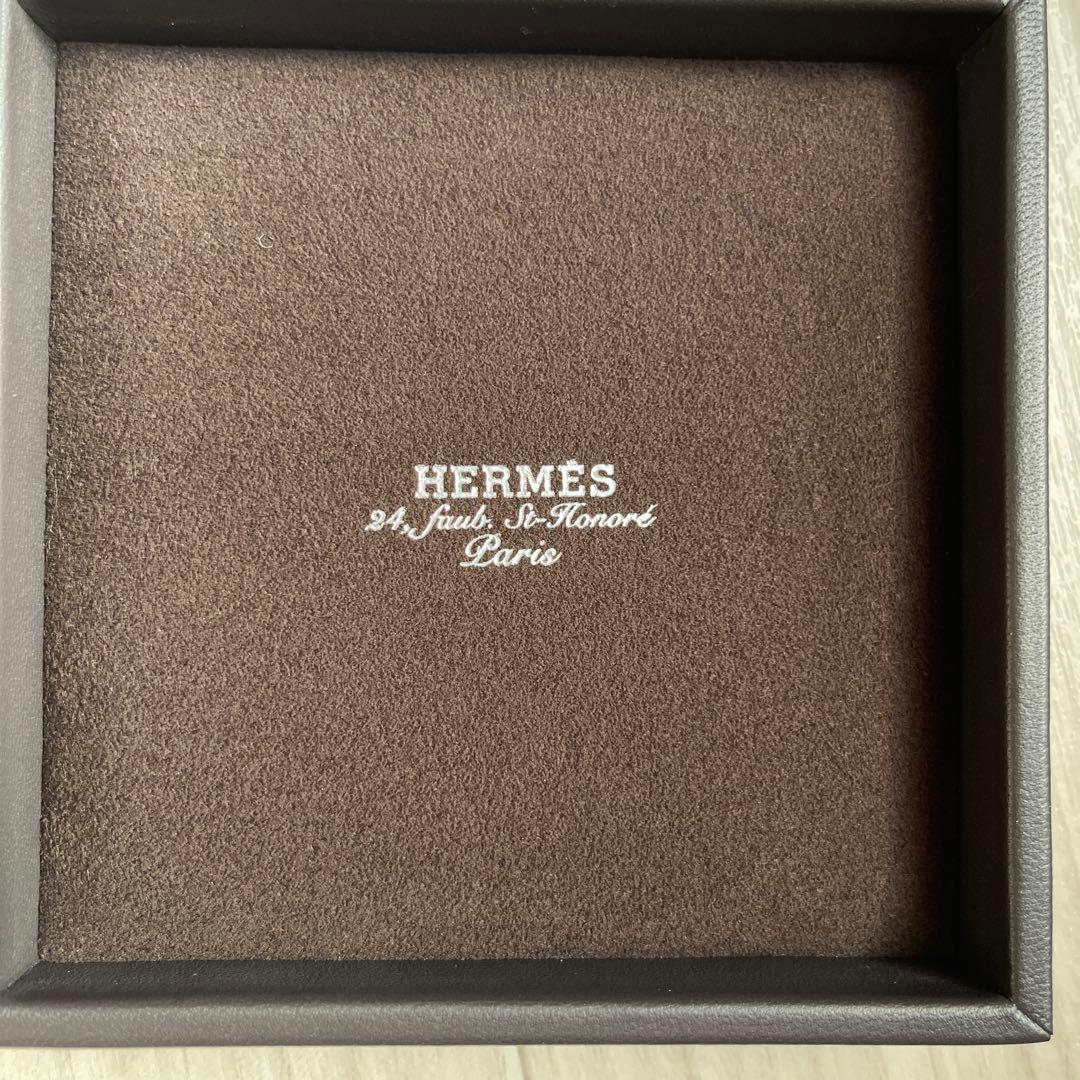 HERMÈS
24, faub. St-Honoré
Paris